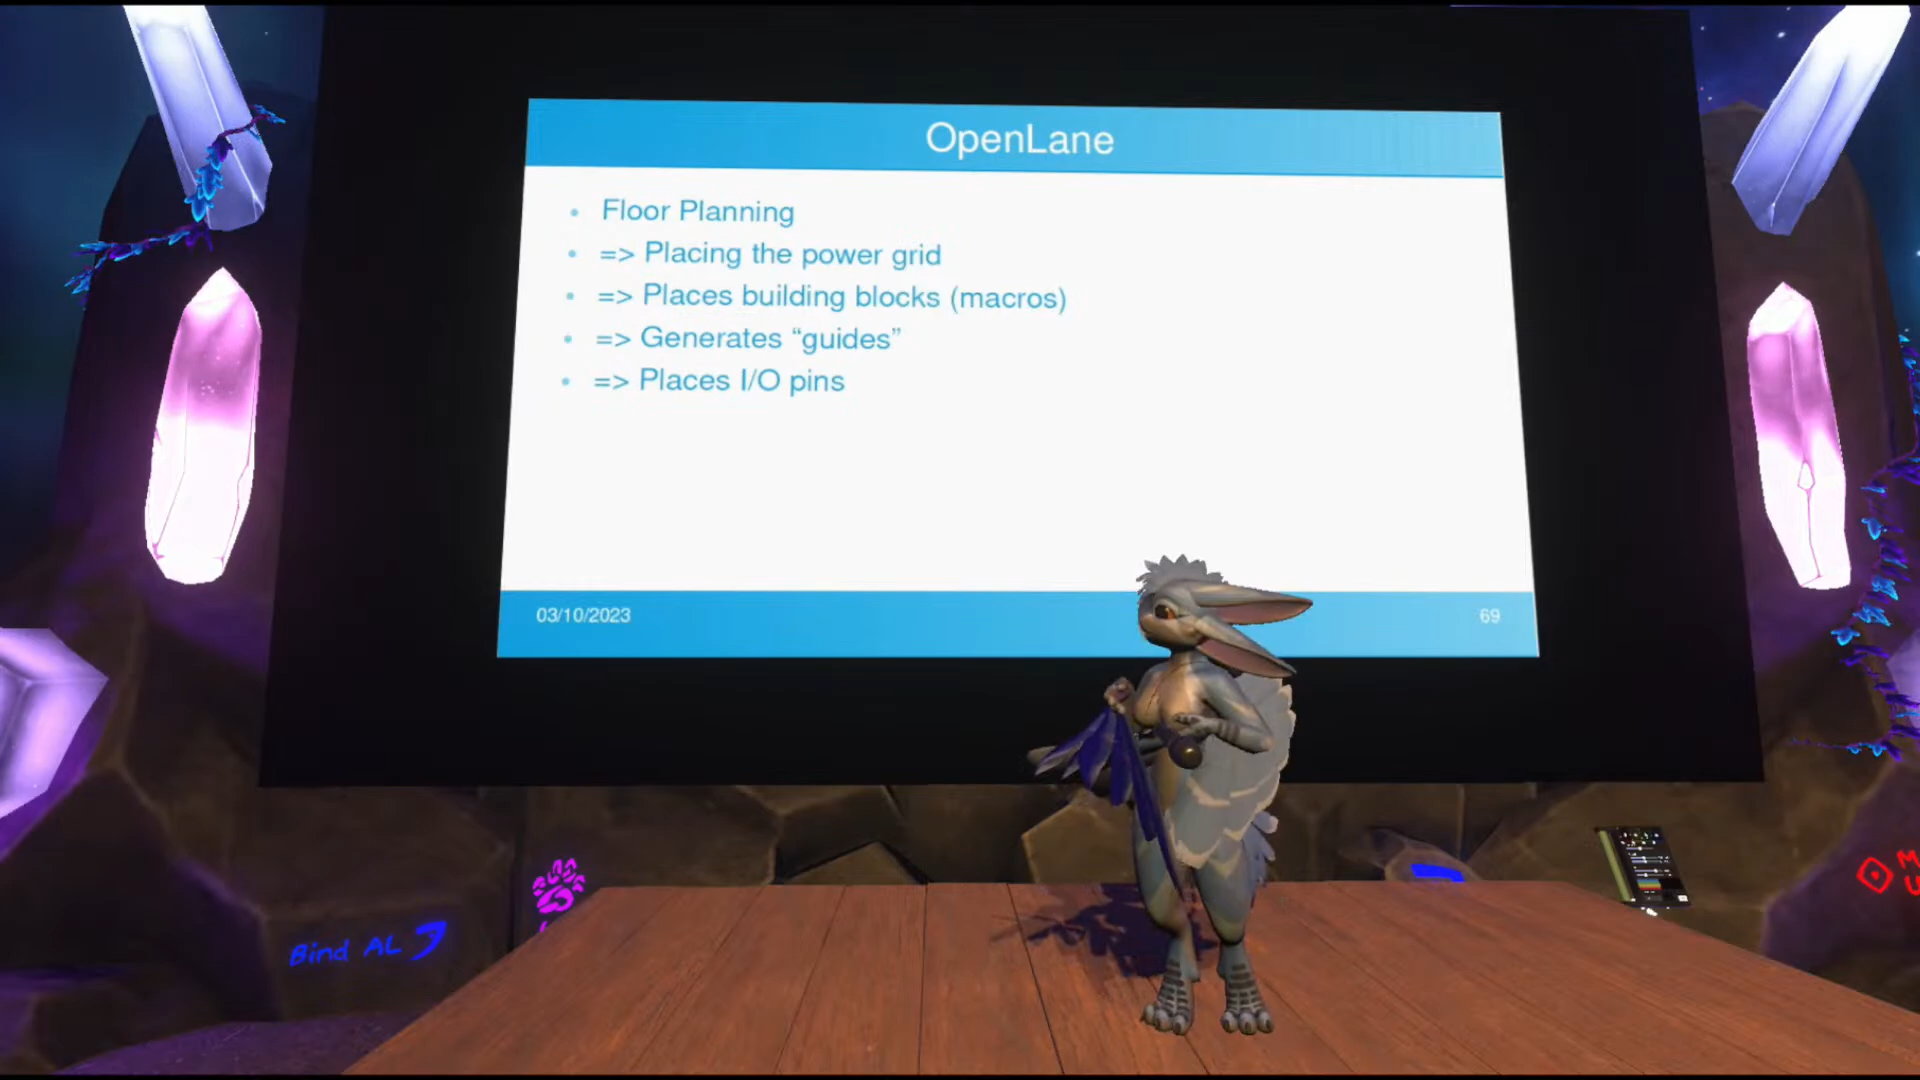 OpenLane
Floor Planning
=> Placing the power grid
=> Places building blocks (macros)
=> Generates “guides”
=> Places I/O pins
03/10/2023
69
Bind AL